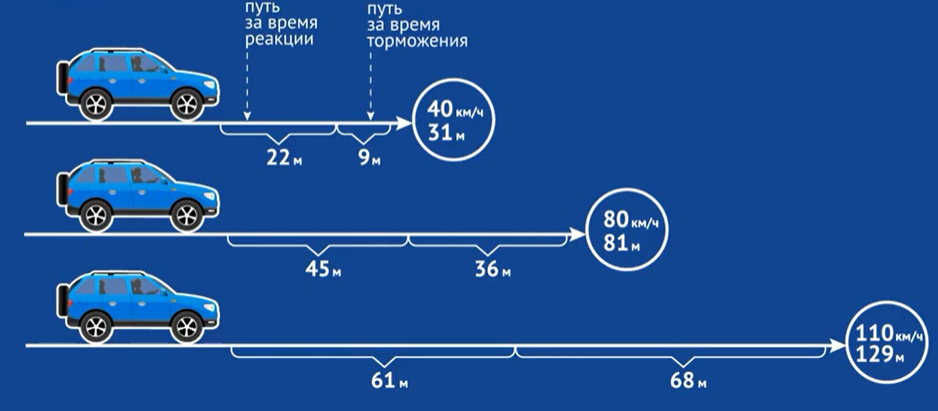 путь
за время
реакции
путь
за время
торможения
40 км/ч
31 м
22 м
9 м
80 км/ч
81 м
45 м
36 м
110 км/ч
129 м
61 м
68 м